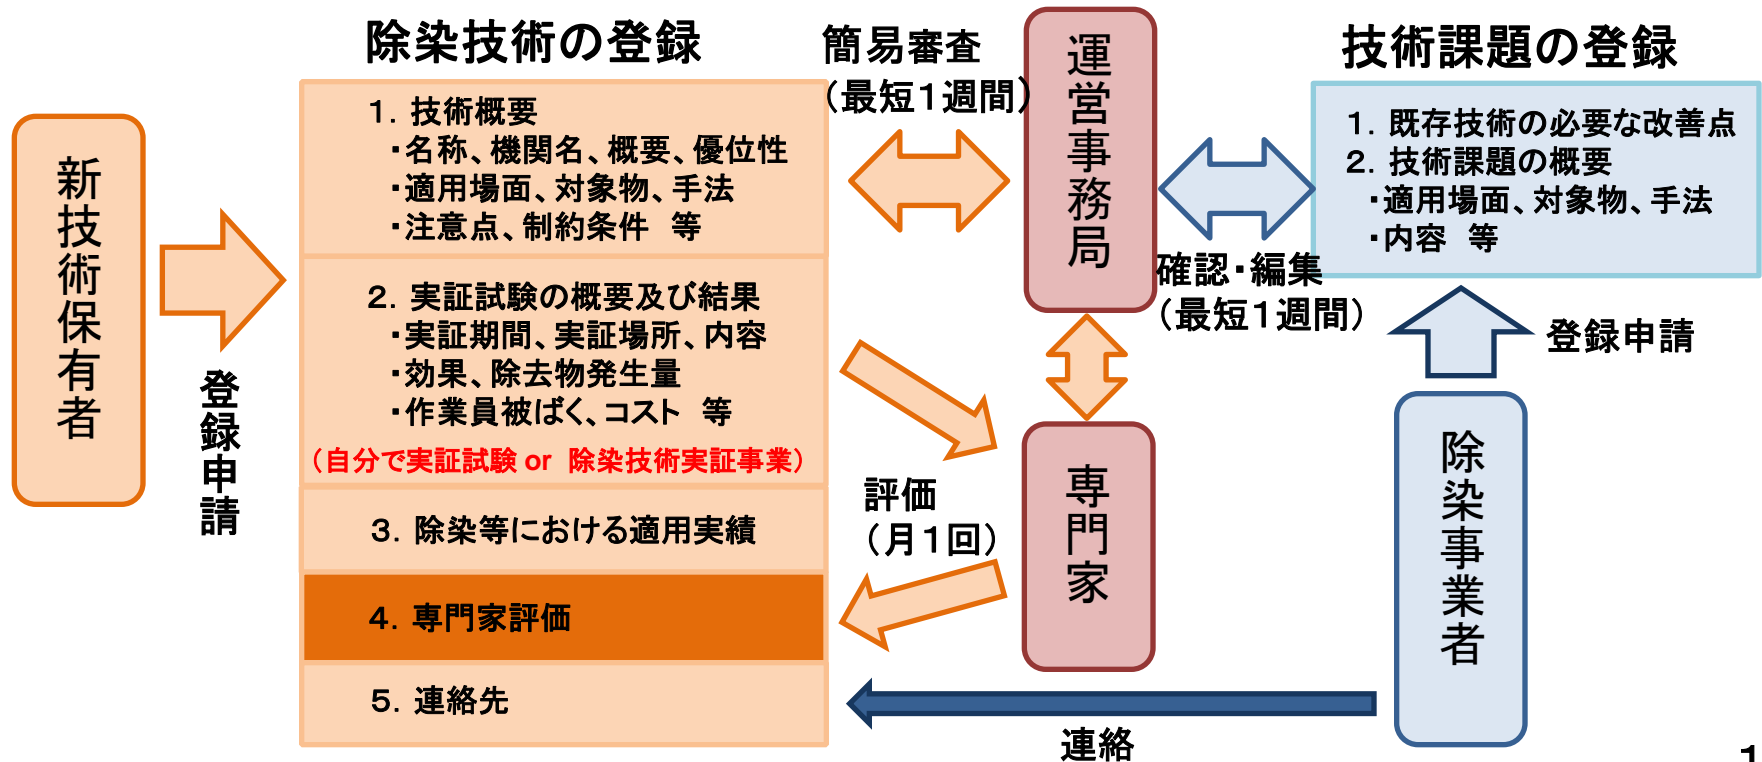 除染技術の登録
簡易審査
（最短１週間）
運営事務局
技術課題の登録
新技術保有者
登録申請
１．技術概要
・名称、機関名、概要、優位性
・適用場面、対象物、手法
・注意点、制約条件　等
２．実証試験の概要及び結果
・実証期間、実証場所、内容
・効果、除去物発生量
・作業員被ばく、コスト　等
（自分で実証試験 or 除染技術実証事業）
３．除染等における適用実績
４．専門家評価
５．連絡先
評価
（月１回）
専門家
１．既存技術の必要な改善点
２．技術課題の概要
・適用場面、対象物、手法
・内容　等
確認・編集
（最短１週間）
登録申請
除染事業者
連絡
1